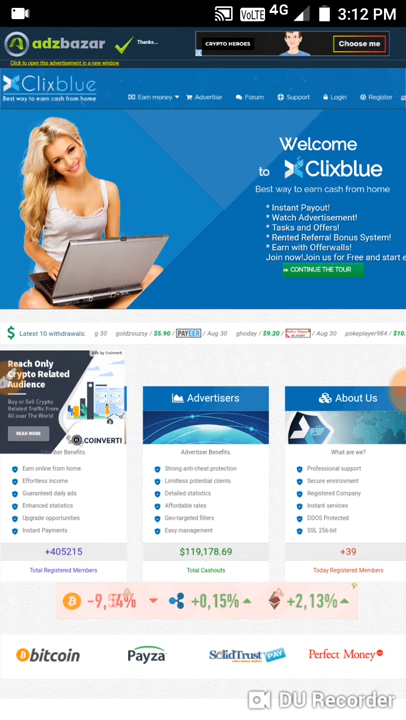 VoLTE 4G 3:12 PM
adzbazar Thanks..
CRYPTO HEROES Choose me
Click to open this advertisement in a new window
Clixblue
Best way to earn cash from home
Earn money Advertise Forum Support Login Register
Welcome
to Clixblue
Best way to earn cash from home
* Instant Payout!
* Watch Advertisement!
* Tasks and Offers!
* Rented Referral Bonus System!
* Earn with Offerwalls!
Join now!Join us for Free and start e
CONTINUE THE TOUR
$ Latest 10 withdrawals: g 30 goldzsuzsy / $5.90 / PAYEER / Aug 30 ghoday / $9.20 / Aug 30 pokeplayer984 / $10.
Ads by Coinverti
Reach Only
Crypto Related
Audience
Buy or Sell Crypto
Related Traffic From
All over The World
READ MORE
COINVERTI
Advertisers
About Us
iser Benefits.
Advertiser Benefits.
What are we?
Earn online from home
Effortless income
Guaranteed daily ads
Enhanced statistics
Upgrade opportunities
Instant Payments
Strong anti-cheat protection
Limitless potential clients
Detailed statistics
Affordable rates
Geo-targeted filters
Easy management
Professional support
Secure environment
Registered Company
Instant services
DDOS Protected
SSL 256-bit
+405215
$119,178.69
+39
Total Registered Members
Total Cashouts
Today Registered Members
+0,15% +2,13%
bitcoin Payza SolidTrust PAY Perfect Money
DU Recorder